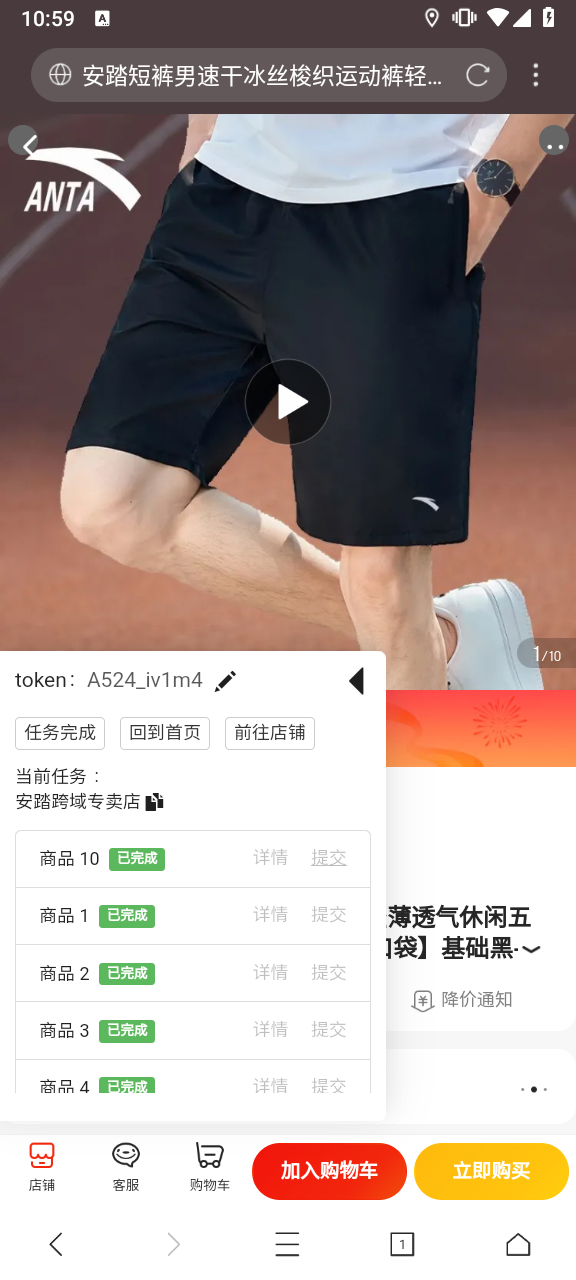 10:59
A
安踏短裤男速干冰丝梭织运动裤轻...
ANTA
1/10
token： A524_iv1m4
任务完成 回到首页 前往店铺
当前任务：
安踏跨域专卖店
商品 10 已完成 详情 提交
商品 1 已完成 详情 提交
商品 2 已完成 详情 提交
商品 3 已完成 详情 提交
商品 4 已完成 详情 提交
薄透气休闲五
袋】基础黑-
降价通知
店铺 客服 购物车 加入购物车 立即购买
1